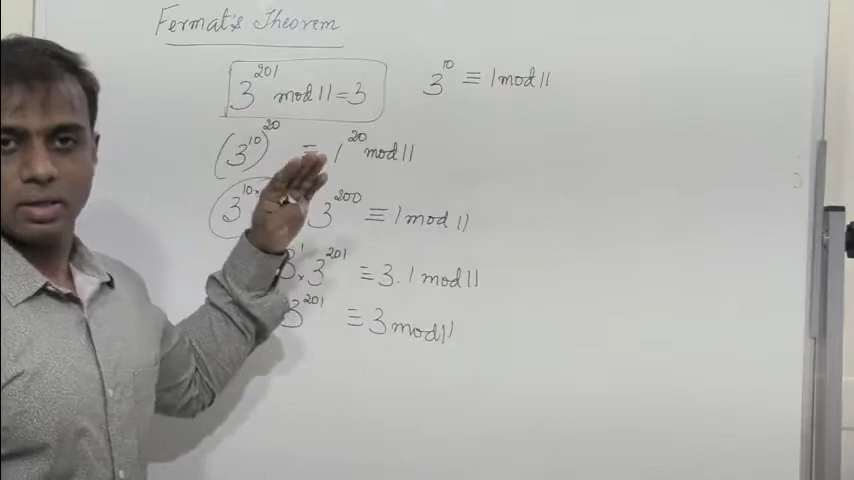 Fermat's Theorem
3^201 mod 11 = 3    3^10 ≡ 1 mod 11
(3^10)^20 ≡ 1^20 mod 11
3^10× 3^200 ≡ 1 mod 11
3^1 × 3^201 ≡ 3.1 mod 11
3^201 ≡ 3 mod 11